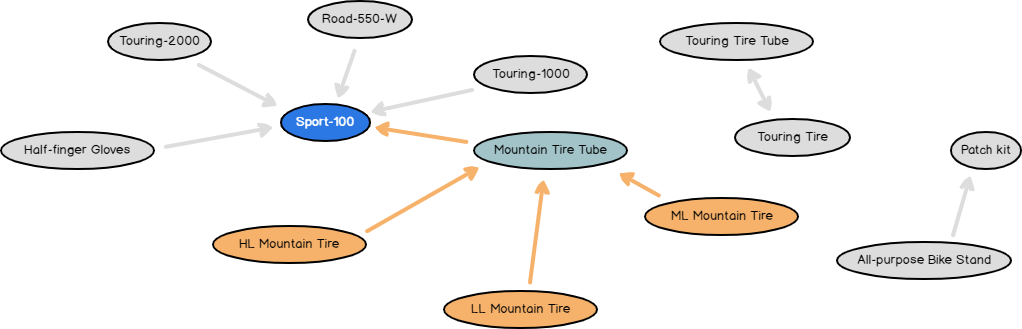 Road-550-W
Touring-2000
Touring Tire Tube
Touring-1000
Sport-100
Touring Tire
Half-finger Gloves
Mountain Tire Tube
Patch kit
ML Mountain Tire
HL Mountain Tire
All-purpose Bike Stand
LL Mountain Tire